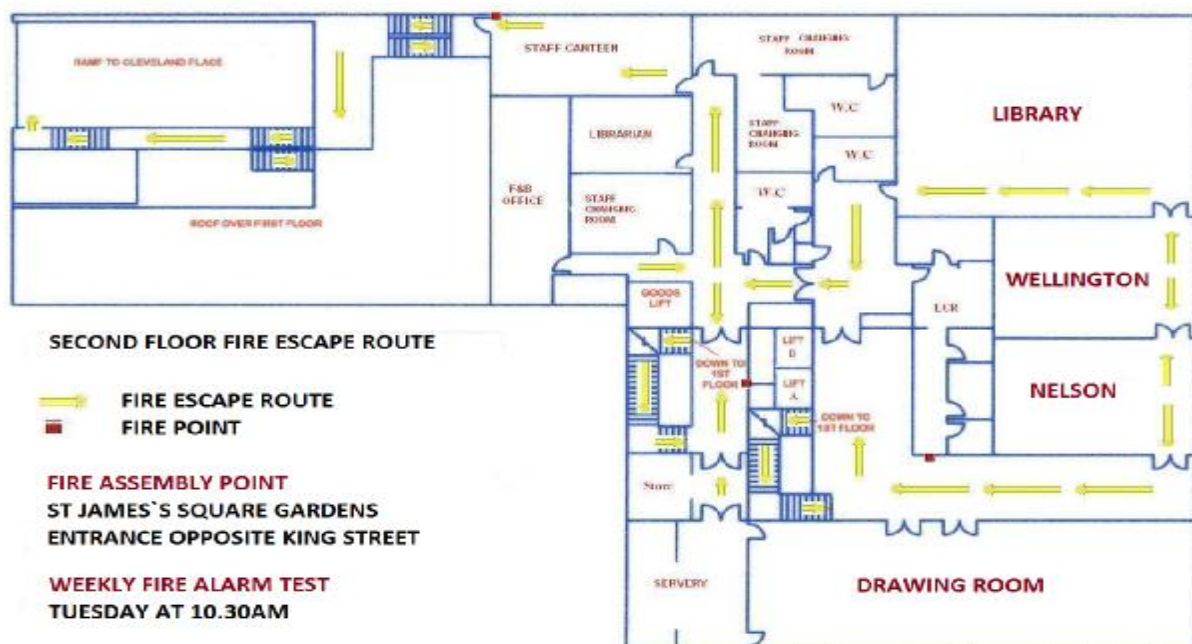 RAMP TO CLEVELAND PLACE
STAFF CANTEEN
STAFF CHANGING
ROOM
W.C
LIBRARY
LIBRARIAN
STAFF
CHANGING
ROOM
W.C
F&B
OFFICE
STAFF
CHANGING
ROOM
W.C
ROOF OVER FIRST FLOOR
WELLINGTON
GOODS
LIFT
LIFT
DOWN TO
1ST
FLOOR
LIFT
A
NELSON
DOWN TO
1ST FLOOR
Store
SERVERY
DRAWING ROOM
SECOND FLOOR FIRE ESCAPE ROUTE
FIRE ESCAPE ROUTE
FIRE POINT
FIRE ASSEMBLY POINT
ST JAMES`S SQUARE GARDENS
ENTRANCE OPPOSITE KING STREET
WEEKLY FIRE ALARM TEST
TUESDAY AT 10.30AM